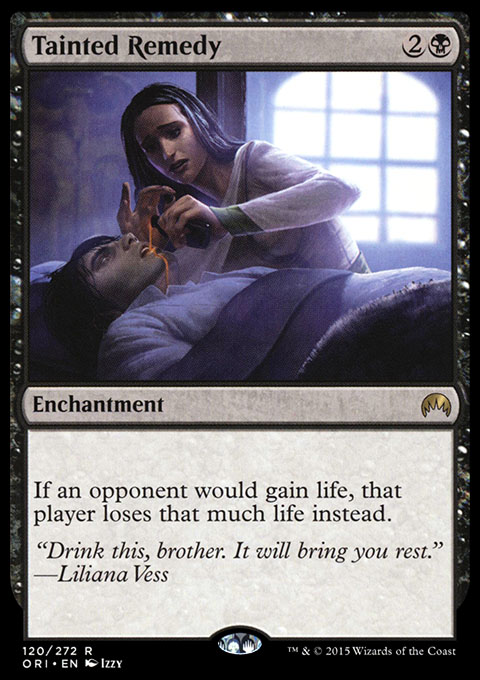 Tainted Remedy 2
Enchantment
If an opponent would gain life, that
player loses that much life instead.
“Drink this, brother. It will bring you rest.”
—Liliana Vess
120/272 R
ORI • EN Izzy
™ & © 2015 Wizards of the Coast